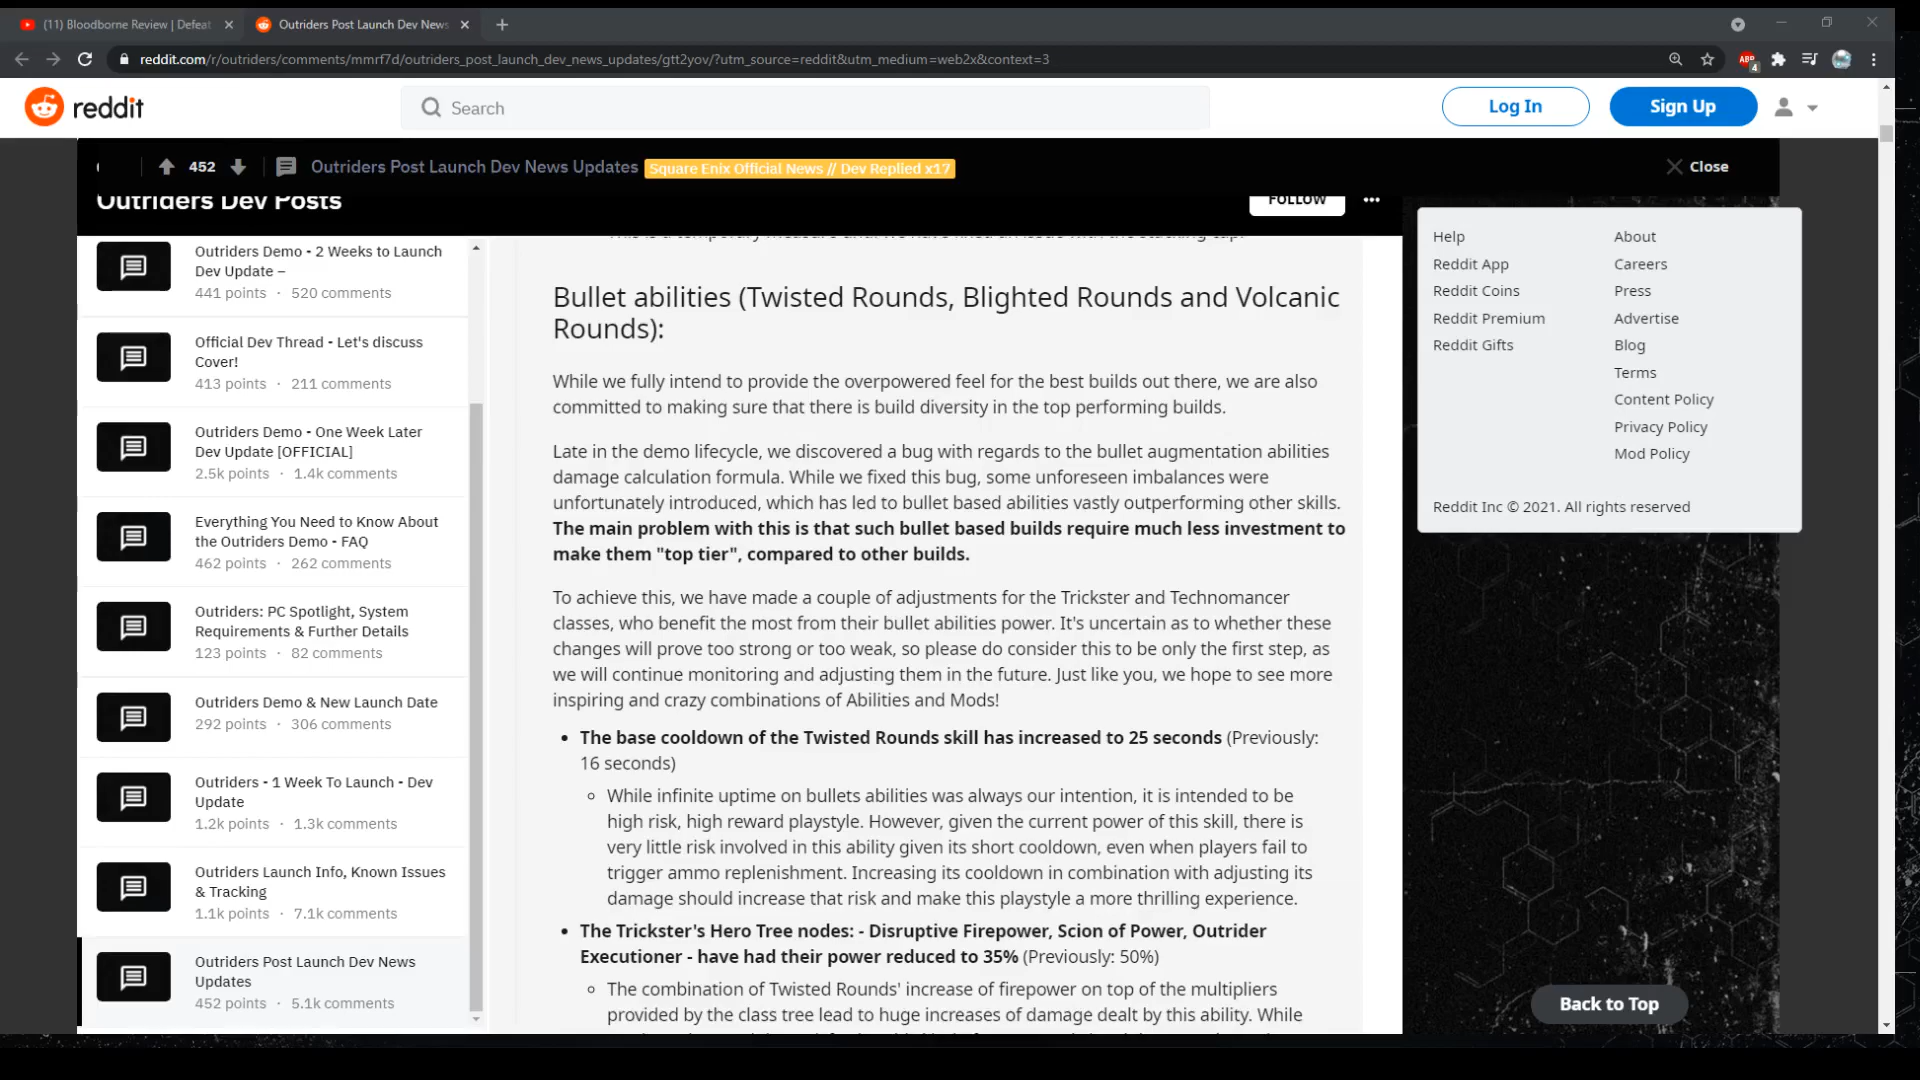 (11) Bloodborne Review | Defeat
Outriders Post Launch Dev News
reddit.com/r/outriders/comments/mmrf7d/outriders_post_launch_dev_news_updates/gtt2yov/?utm_source=reddit&utm_medium=web2x&context=3
ABP
4
reddit
Search
Log In
Sign Up
452
Outriders Post Launch Dev News Updates
Square Enix Official News // Dev Replied x17
Close
Outriders Dev Posts
FOLLOW
Outriders Demo - 2 Weeks to Launch
Dev Update –
441 points · 520 comments
Official Dev Thread - Let's discuss
Cover!
413 points · 211 comments
Outriders Demo - One Week Later
Dev Update [OFFICIAL]
2.5k points · 1.4k comments
Everything You Need to Know About
the Outriders Demo - FAQ
462 points · 262 comments
Outriders: PC Spotlight, System
Requirements & Further Details
123 points · 82 comments
Outriders Demo & New Launch Date
292 points · 306 comments
Outriders - 1 Week To Launch - Dev
Update
1.2k points · 1.3k comments
Outriders Launch Info, Known Issues
& Tracking
1.1k points · 7.1k comments
Outriders Post Launch Dev News
Updates
452 points · 5.1k comments
Bullet abilities (Twisted Rounds, Blighted Rounds and Volcanic
Rounds):
While we fully intend to provide the overpowered feel for the best builds out there, we are also
committed to making sure that there is build diversity in the top performing builds.
Late in the demo lifecycle, we discovered a bug with regards to the bullet augmentation abilities
damage calculation formula. While we fixed this bug, some unforeseen imbalances were
unfortunately introduced, which has led to bullet based abilities vastly outperforming other skills.
The main problem with this is that such bullet based builds require much less investment to
make them "top tier", compared to other builds.
To achieve this, we have made a couple of adjustments for the Trickster and Technomancer
classes, who benefit the most from their bullet abilities power. It's uncertain as to whether these
changes will prove too strong or too weak, so please do consider this to be only the first step, as
we will continue monitoring and adjusting them in the future. Just like you, we hope to see more
inspiring and crazy combinations of Abilities and Mods!
• The base cooldown of the Twisted Rounds skill has increased to 25 seconds (Previously:
16 seconds)
While infinite uptime on bullets abilities was always our intention, it is intended to be
high risk, high reward playstyle. However, given the current power of this skill, there is
very little risk involved in this ability given its short cooldown, even when players fail to
trigger ammo replenishment. Increasing its cooldown in combination with adjusting its
damage should increase that risk and make this playstyle a more thrilling experience.
• The Trickster's Hero Tree nodes: - Disruptive Firepower, Scion of Power, Outrider
Executioner - have had their power reduced to 35% (Previously: 50%)
The combination of Twisted Rounds' increase of firepower on top of the multipliers
provided by the class tree lead to huge increases of damage dealt by this ability. While
Help
Reddit App
Reddit Coins
Reddit Premium
Reddit Gifts
About
Careers
Press
Advertise
Blog
Terms
Content Policy
Privacy Policy
Mod Policy
Reddit Inc © 2021. All rights reserved
Back to Top